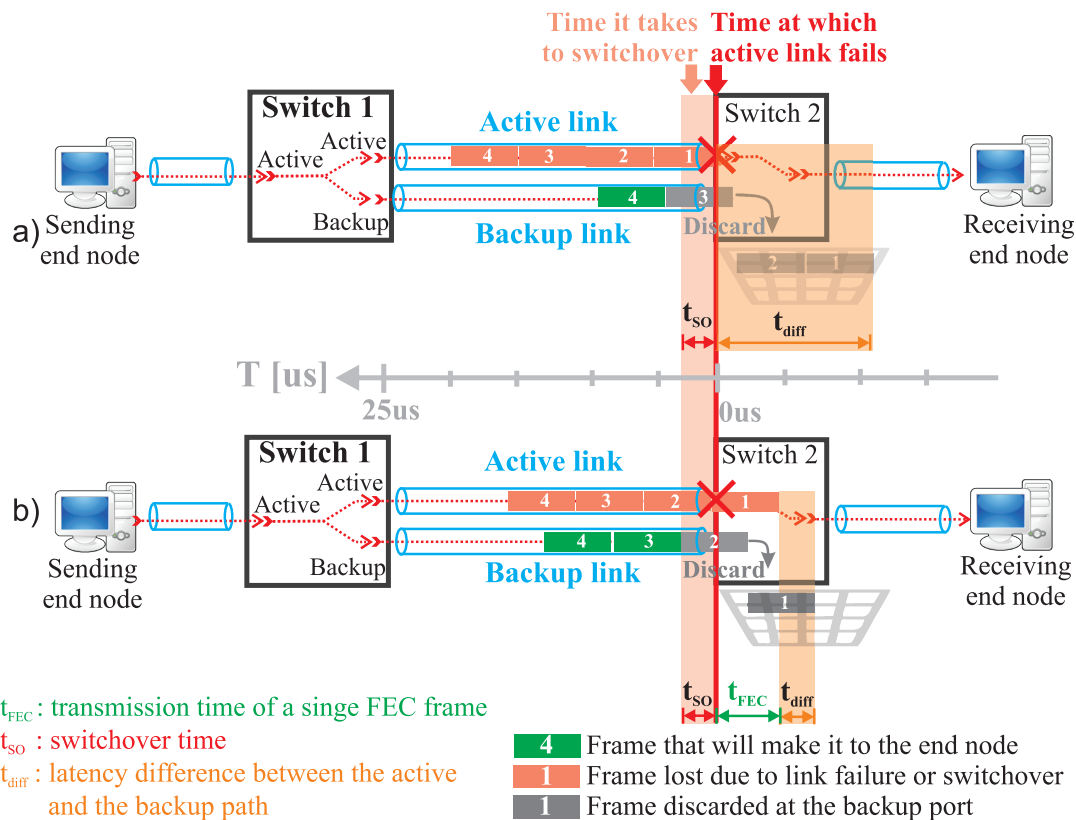 Time it takes
to switchover
Time at which
active link fails
a)
Sending
end node
Switch 1
Active
Active
Backup
Active link
4 3 2 1
4 3
Backup link
Discard
Switch 2
2 1
Receiving
end node
tSO
tdiff
T [us]
25us
0us
b)
Sending
end node
Switch 1
Active
Active
Backup
Active link
4 3 2 1
4 3 2
Backup link
Discard
Switch 2
1
Receiving
end node
tSO
tFEC
tdiff
tFEC : transmission time of a singe FEC frame
tSO : switchover time
tdiff : latency difference between the active
and the backup path
4 Frame that will make it to the end node
1 Frame lost due to link failure or switchover
1 Frame discarded at the backup port